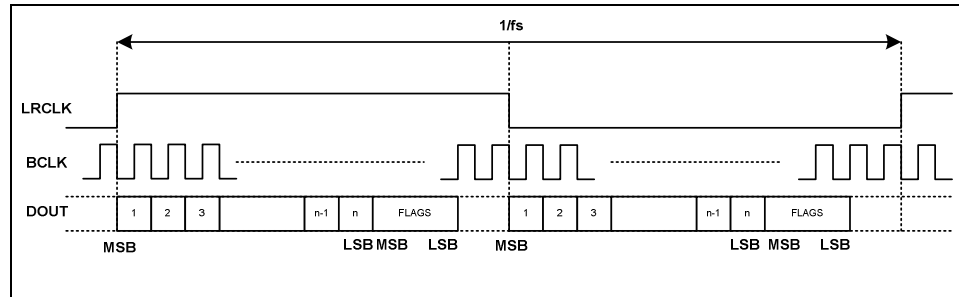 1/fs
LRCLK
BCLK
DOUT 1 2 3 n-1 n FLAGS 1 2 3 n-1 n FLAGS
MSB LSB MSB LSB MSB LSB MSB LSB